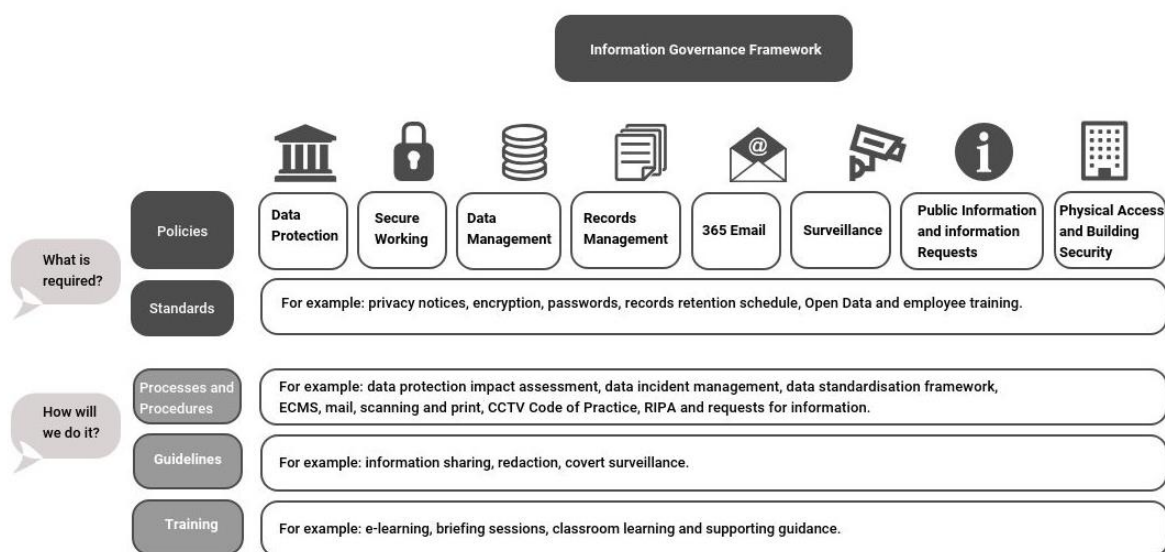 Information Governance Framework
@
i
What is
required?
Policies
Data
Protection
Secure
Working
Data
Management
Records
Management
365 Email
Surveillance
Public Information
and information
Requests
Physical Access
and Building
Security
Standards
For example: privacy notices, encryption, passwords, records retention schedule, Open Data and employee training.
How will
we do it?
Processes and
Procedures
For example: data protection impact assessment, data incident management, data standardisation framework,
ECMS, mail, scanning and print, CCTV Code of Practice, RIPA and requests for information.
Guidelines
For example: information sharing, redaction, covert surveillance.
Training
For example: e-learning, briefing sessions, classroom learning and supporting guidance.